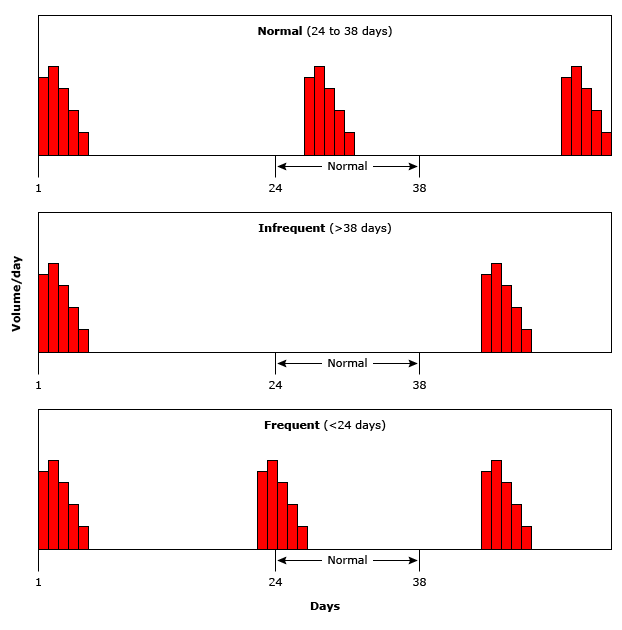 Normal (24 to 38 days)
Normal
1 24 38
Infrequent (>38 days)
Volume/day
Normal
1 24 38
Frequent (<24 days)
Normal
1 24 38
Days